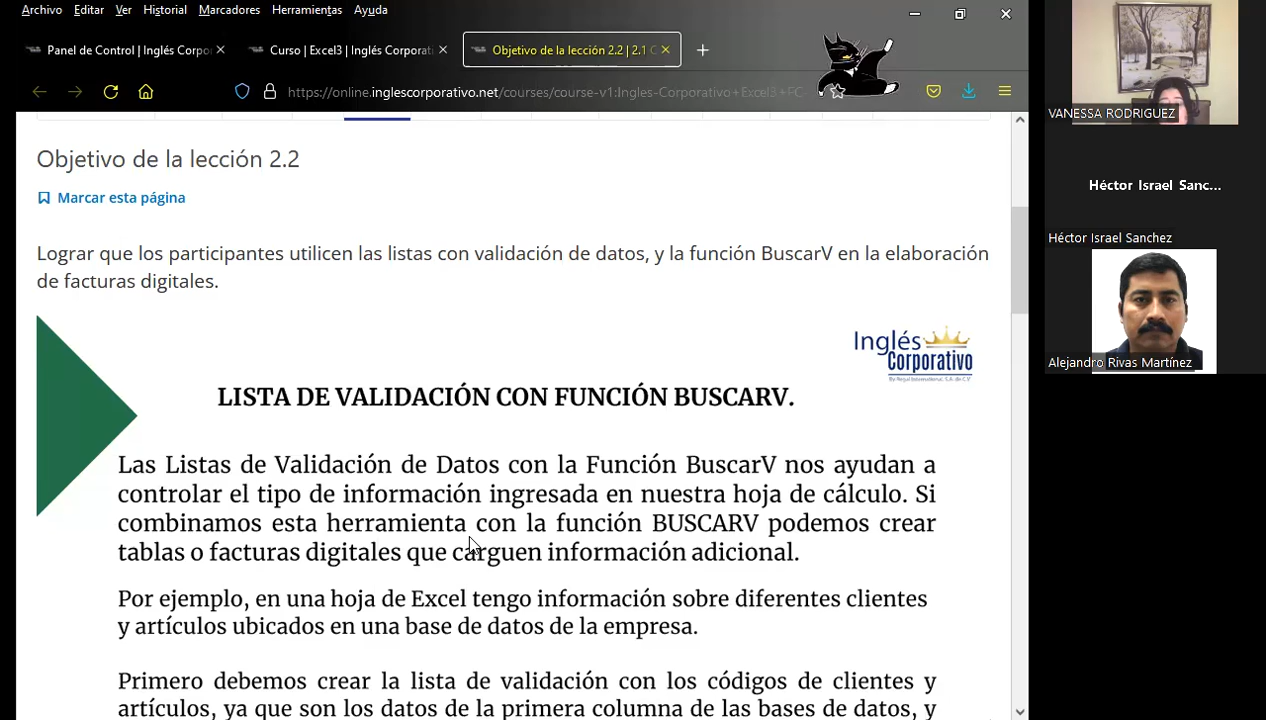 Archivo Editar Ver Historial Marcadores Herramientas Ayuda
Panel de Control | Inglés Corpo
Curso | Excel3 | Inglés Corporati
Objetivo de la lección 2.2 | 2.1 C
https://online.inglescorporativo.net/courses/course-v1:Ingles-Corporativo+Excel3+FC-
Objetivo de la lección 2.2
Marcar esta página
Lograr que los participantes utilicen las listas con validación de datos, y la función BuscarV en la elaboración
de facturas digitales.
Inglés
Corporativo
LISTA DE VALIDACIÓN CON FUNCIÓN BUSCARV.
Las Listas de Validación de Datos con la Función BuscarV nos ayudan a
controlar el tipo de información ingresada en nuestra hoja de cálculo. Si
combinamos esta herramienta con la función BUSCARV podemos crear
tablas o facturas digitales que carguen información adicional.
Por ejemplo, en una hoja de Excel tengo información sobre diferentes clientes
y artículos ubicados en una base de datos de la empresa.
Primero debemos crear la lista de validación con los códigos de clientes y
artículos, ya que son los datos de la primera columna de las bases de datos, y
VANESSA RODRIGUEZ
Héctor Israel Sanc...
Héctor Israel Sanchez
Alejandro Rivas Martínez